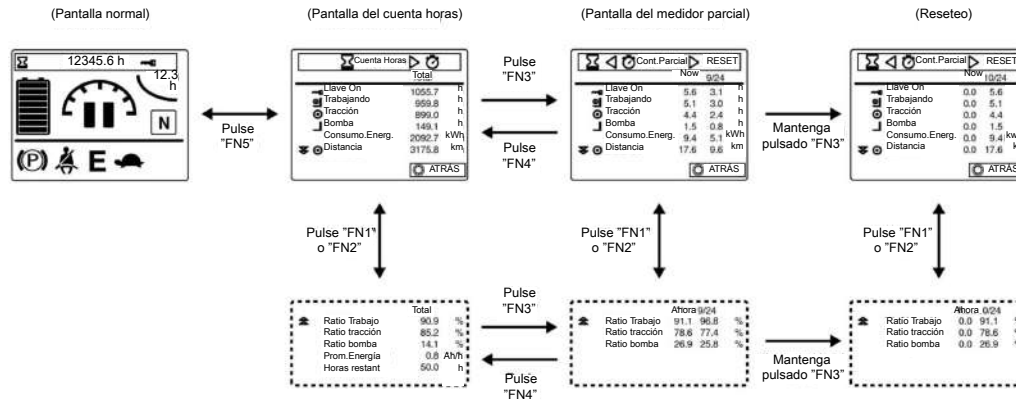 (Pantalla normal)
(Pantalla del cuenta horas)
(Pantalla del medidor parcial)
(Reseteo)
12345.6 h
12.3
h
N
(P)
E
Pulse
"FN5"
Cuenta Horas
Total
Llave On 1055.7 h
Trabajando 959.8 h
Tracción 899.0 h
Bomba 149.1 h
Consumo.Energ. 2092.7 kWh
Distancia 3175.8 km
ATRÁS
Pulse
"FN3"
Pulse
"FN4"
Cont.Parcial RESET
Now 9/24
Llave On 5.6 3.1 h
Trabajando 5.1 3.0 h
Tracción 4.4 2.4 h
Bomba 1.5 0.8 h
Consumo.Energ. 9.4 5.1 kWh
Distancia 17.6 9.6 km
ATRÁS
Mantenga
pulsado "FN3"
Cont.Parcial RESET
Now 10/24
Llave On 0.0 5.6
Trabajando 0.0 5.1
Tracción 0.0 4.4
Bomba 0.0 1.5
Consumo.Energ. 0.0 9.4 kw
Distancia 0.0 17.6 k
ATRÁS
Pulse "FN1"
o "FN2"
Pulse "FN1"
o "FN2"
Pulse "FN1"
o "FN2"
Total
Ratio Trabajo 90.9 %
Ratio tracción 85.2 %
Ratio bomba 14.1 %
Prom.Energía 0.8 Ah/h
Horas restant 50.0 h
Pulse
"FN3"
Pulse
"FN4"
Ahora 9/24
Ratio Trabajo 91.1 96.8 %
Ratio tracción 78.6 77.4 %
Ratio bomba 26.9 25.8 %
Mantenga
pulsado "FN3"
Ahora 0/24
Ratio Trabajo 0.0 91.1 %
Ratio tracción 0.0 78.6 %
Ratio bomba 0.0 26.9 %